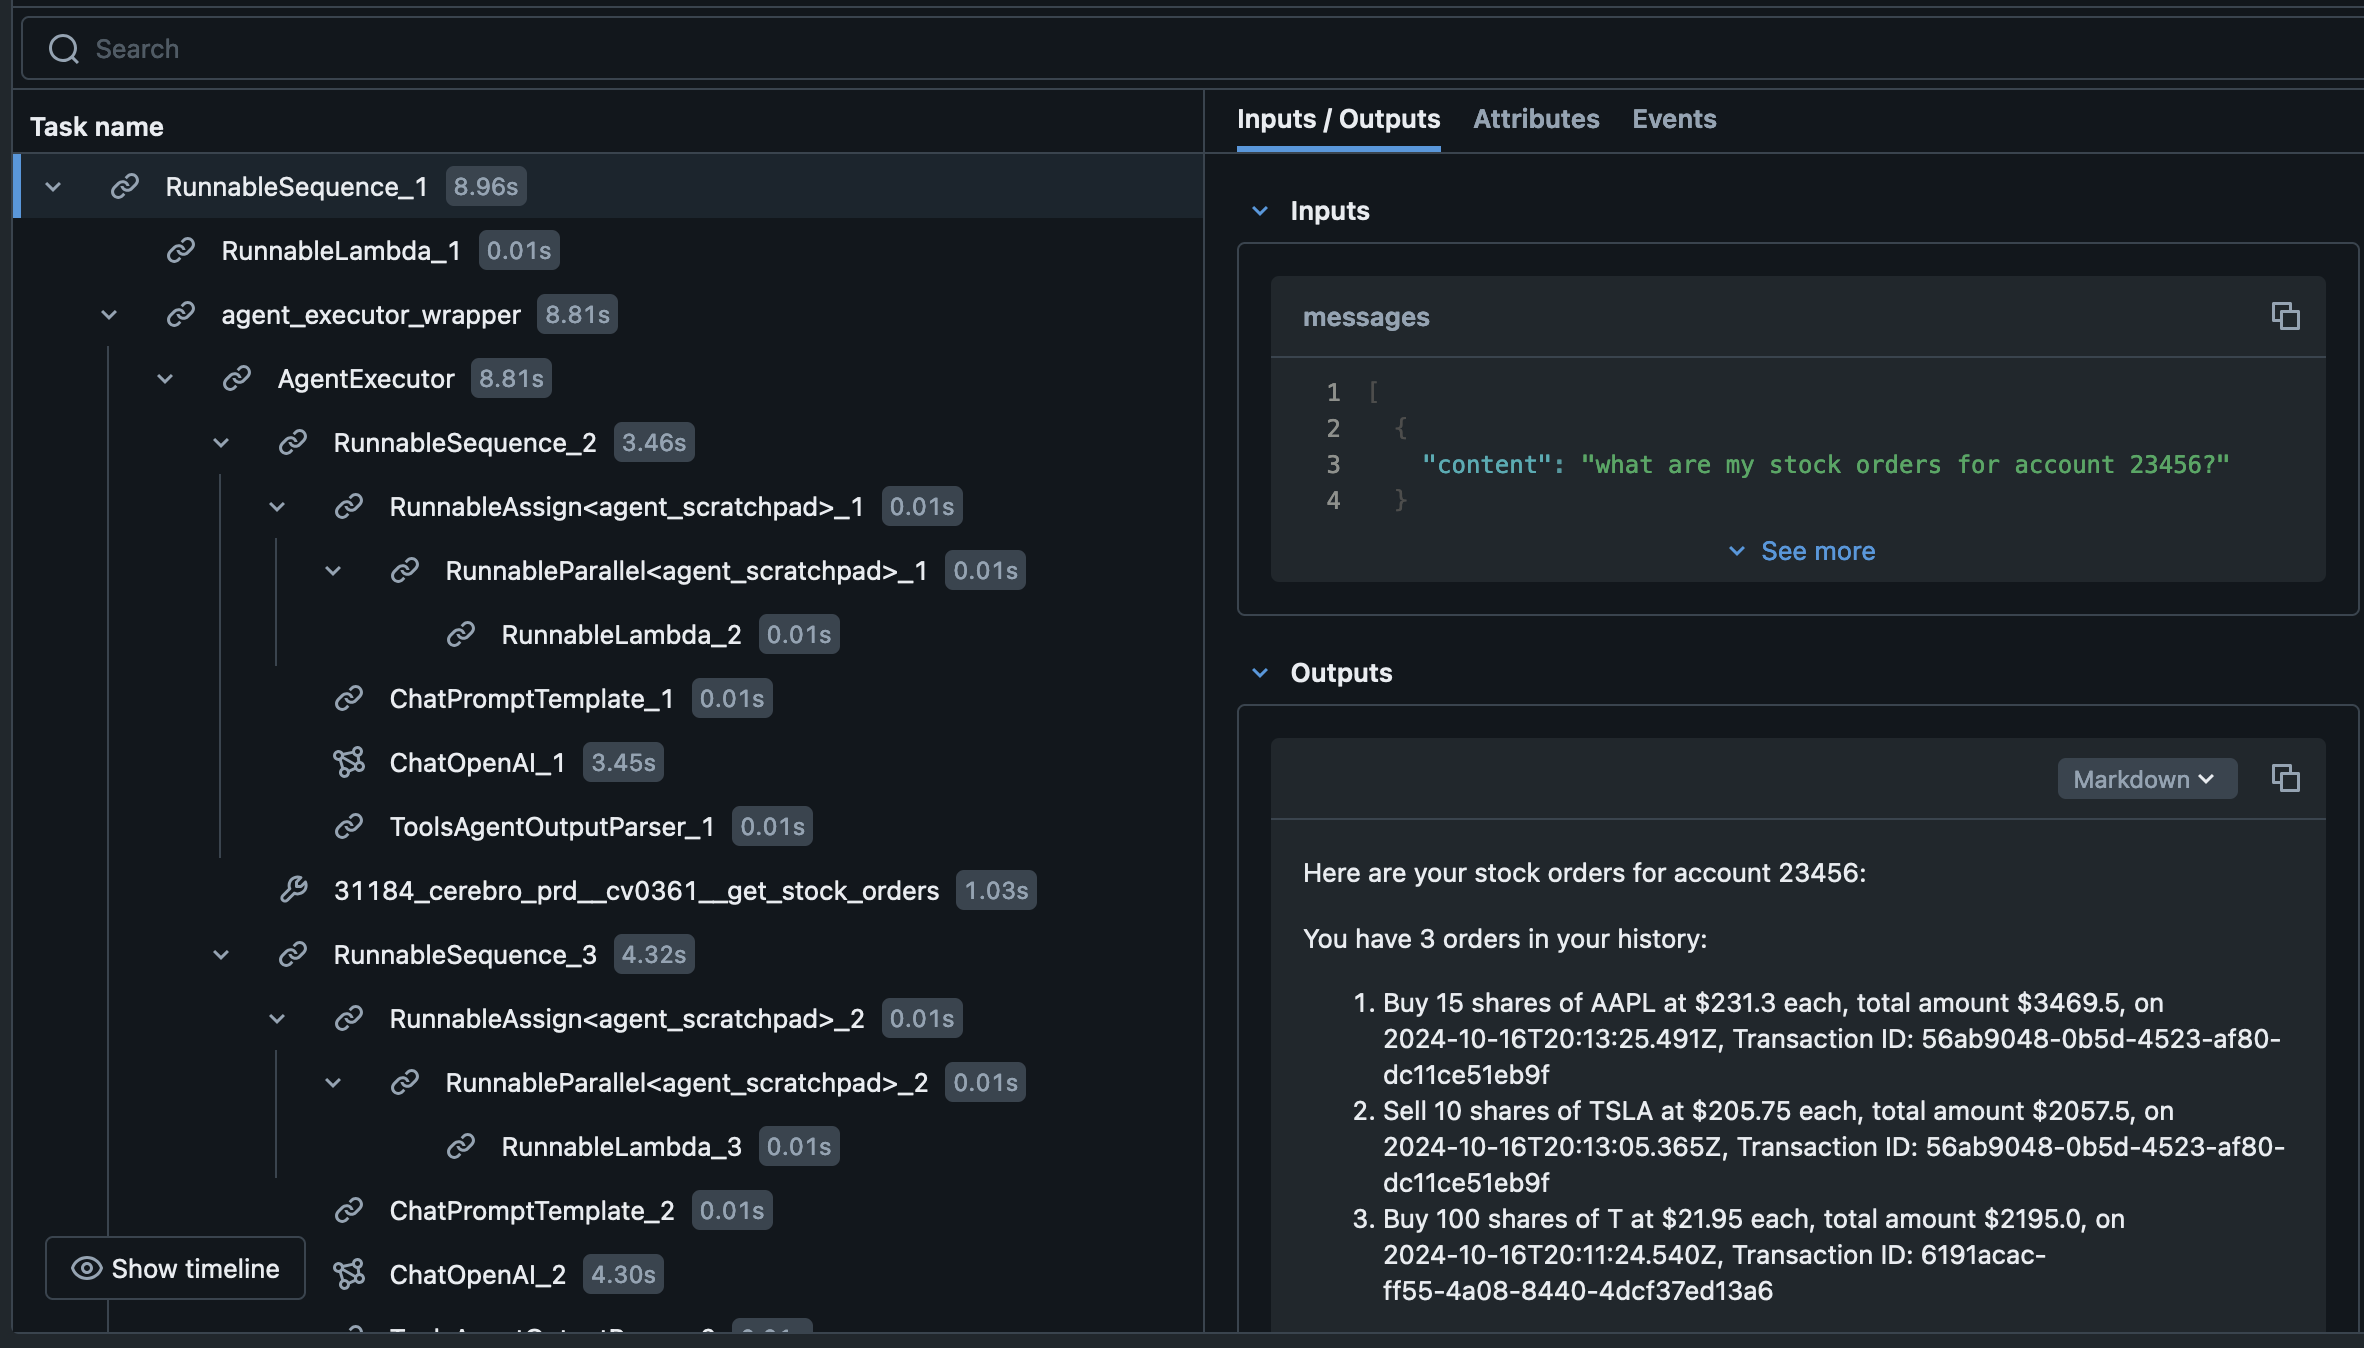 Search
Task name
RunnableSequence_1 8.96s
RunnableLambda_1 0.01s
agent_executor_wrapper 8.81s
AgentExecutor 8.81s
RunnableSequence_2 3.46s
RunnableAssign<agent_scratchpad>_1 0.01s
RunnableParallel<agent_scratchpad>_1 0.01s
RunnableLambda_2 0.01s
ChatPromptTemplate_1 0.01s
ChatOpenAI_1 3.45s
ToolsAgentOutputParser_1 0.01s
31184_cerebro_prd__cv0361__get_stock_orders 1.03s
RunnableSequence_3 4.32s
RunnableAssign<agent_scratchpad>_2 0.01s
RunnableParallel<agent_scratchpad>_2 0.01s
RunnableLambda_3 0.01s
ChatPromptTemplate_2 0.01s
Show timeline
ChatOpenAI_2 4.30s
Inputs / Outputs Attributes Events
Inputs
messages
1 [
2 {
3 "content": "what are my stock orders for account 23456?"
4 }
See more
Outputs
Markdown
Here are your stock orders for account 23456:
You have 3 orders in your history:
1. Buy 15 shares of AAPL at $231.3 each, total amount $3469.5, on
2024-10-16T20:13:25.491Z, Transaction ID: 56ab9048-0b5d-4523-af80-
dc11ce51eb9f
2. Sell 10 shares of TSLA at $205.75 each, total amount $2057.5, on
2024-10-16T20:13:05.365Z, Transaction ID: 56ab9048-0b5d-4523-af80-
dc11ce51eb9f
3. Buy 100 shares of T at $21.95 each, total amount $2195.0, on
2024-10-16T20:11:24.540Z, Transaction ID: 6191acac-
ff55-4a08-8440-4dcf37ed13a6